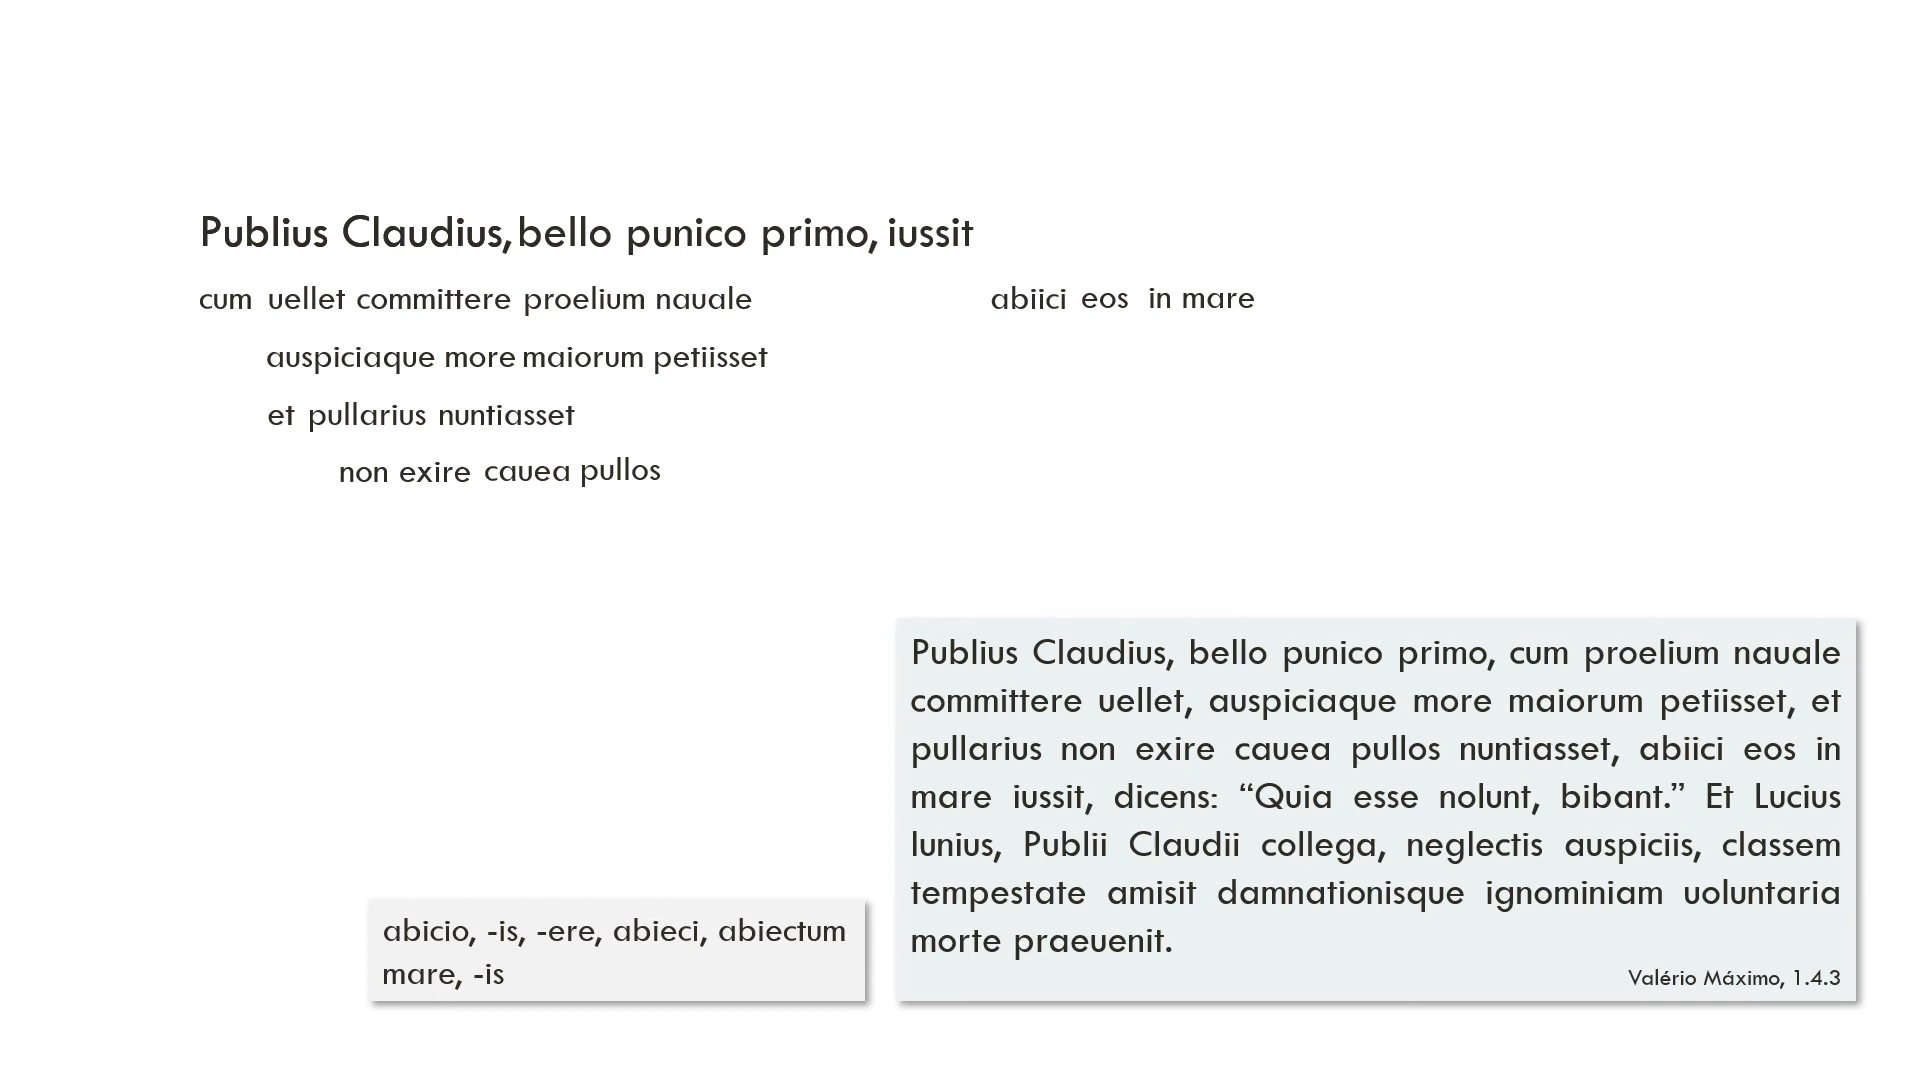 Publius Claudius, bello punico primo, iussit
cum uellet committere proelium nauale abiici eos in mare
auspiciaque more maiorum petiisset
et pullarius nuntiasset
non exire cauea pullos
Publius Claudius, bello punico primo, cum proelium nauale
committere uellet, auspiciaque more maiorum petiisset, et
pullarius non exire cauea pullos nuntiasset, abiici eos in
mare iussit, dicens: “Quia esse nolunt, bibant.” Et Lucius
Iunius, Publii Claudii collega, neglectis auspiciis, classem
tempestate amisit damnationisque ignominiam uoluntaria
morte praeuenit.
Valério Máximo, 1.4.3
abicio, -is, -ere, abieci, abiectum
mare, -is